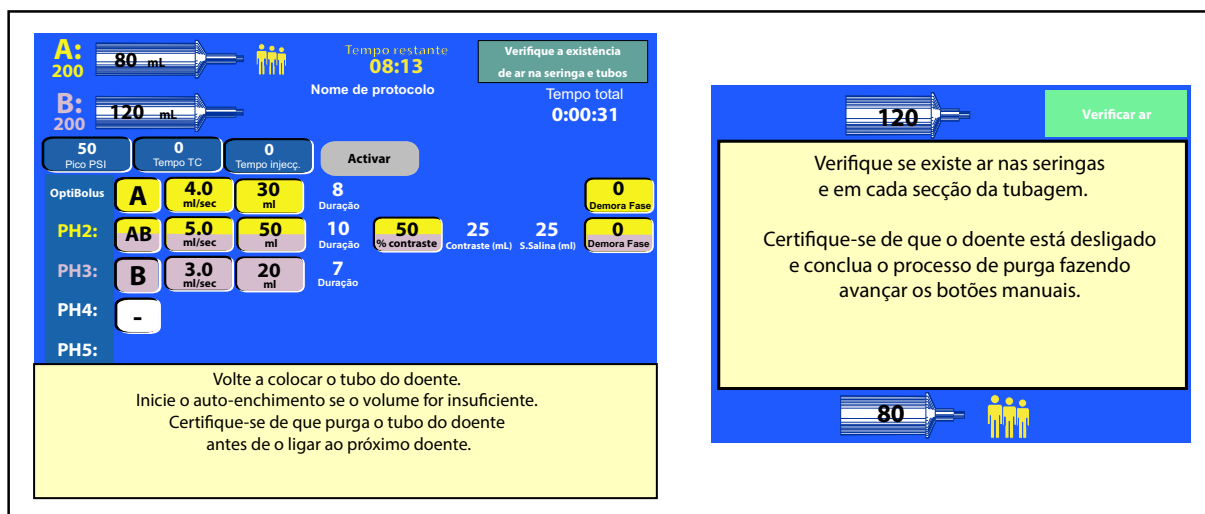 A:
200
80 mL
Tempo restante
08:13
Verifique a existência
de ar na seringa e tubos
Nome de protocolo
Tempo total
0:00:31
B:
200
120 mL
50
Pico PSI
0
Tempo TC
0
Tempo injecç.
Activar
OptiBolus
A
4.0
ml/sec
30
ml
8
Duração
0
Demora Fase
PH2:
AB
5.0
ml/sec
50
ml
10
Duração
50
% contraste
25
Contraste (mL)
25
S.Salina (ml)
0
Demora Fase
PH3:
B
3.0
ml/sec
20
ml
7
Duração
PH4:
-
PH5:
Volte a colocar o tubo do doente.
Inicie o auto-enchimento se o volume for insuficiente.
Certifique-se de que purga o tubo do doente
antes de o ligar ao próximo doente.
120
Verificar ar
Verifique se existe ar nas seringas
e em cada secção da tubagem.
Certifique-se de que o doente está desligado
e conclua o processo de purga fazendo
avançar os botões manuais.
80